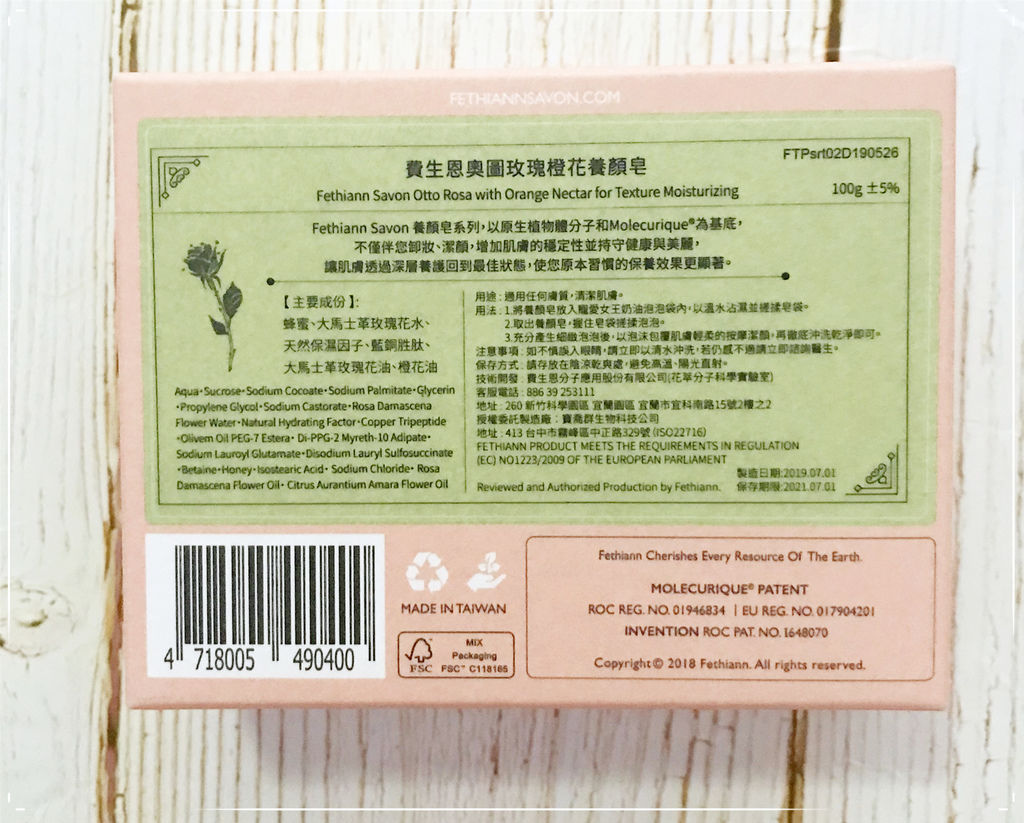 FETHIANNSAVON.COM
費生恩奧圖玫瑰橙花養顏皂
FTPsrt02D190526
Fethiann Savon Otto Rosa with Orange Nectar for Texture Moisturizing
100g ±5%
Fethiann Savon 養顏皂系列,以原生植物體分子和Molecurique®為基底,
不僅伴您卸妝、潔顏,增加肌膚的穩定性並持守健康與美麗,
讓肌膚透過深層養護回到最佳狀態,使您原本習慣的保養效果更顯著。
【主要成份】:
蜂蜜、大馬士革玫瑰花水、
天然保濕因子、藍銅胜肽、
大馬士革玫瑰花油、橙花油
Aqua•Sucrose•Sodium Cocoate•Sodium Palmitate•Glycerin
•Propylene Glycol•Sodium Castorate•Rosa Damascena
Flower Water•Natural Hydrating Factor•Copper Tripeptide
•Olivem Oil PEG-7 Estera• Di-PPG-2 Myreth-10 Adipate•
Sodium Lauroyl Glutamate•Disodium Lauryl Sulfosuccinate
•Betaine•Honey•Isostearic Acid• Sodium Chloride• Rosa
Damascena Flower Oil• Citrus Aurantium Amara Flower Oil
用途:適用任何膚質,清潔肌膚。
用法:1.將養顏皂放入寵愛女王奶油泡泡袋內,以溫水沾濕並搓揉皂袋。
2.取出養顏皂,握住皂袋搓揉泡泡。
3.充分產生細緻泡泡後,以泡沫包覆肌膚輕柔的按摩潔顏,再徹底沖洗乾淨即可。
注意事項:如不慎誤入眼睛,請立即以清水沖洗,若仍感不適請立即諮詢醫生。
保存方式:請存放在陰涼乾爽處,避免高溫、陽光直射。
技術開發:費生恩分子應用股份有限公司(花萃分子科學實驗室)
客服電話:886 39 253111
地址:260 新竹科學園區 宜蘭園區 宜蘭市宜科南路15號2樓之2
授權委託製造廠:寶喬群生物科技公司
地址:413 台中市霧峰區中正路329號 (ISO22716)
FETHIANN PRODUCT MEETS THE REQUIREMENTS IN REGULATION
(EC) NO1223/2009 OF THE EUROPEAN PARLIAMENT
製造日期:2019.07.01
Reviewed and Authorized Production by Fethiann.
保存期限:2021.07.01
4 718005 490400
MADE IN TAIWAN
FSC
MIX
Packaging
FSC™ C118165
Fethiann Cherishes Every Resource Of The Earth.
MOLECURIQUE® PATENT
ROC REG. NO. 01946834 | EU REG. NO. 017904201
INVENTION ROC PAT. NO. I648070
Copyright© 2018 Fethiann. All rights reserved.